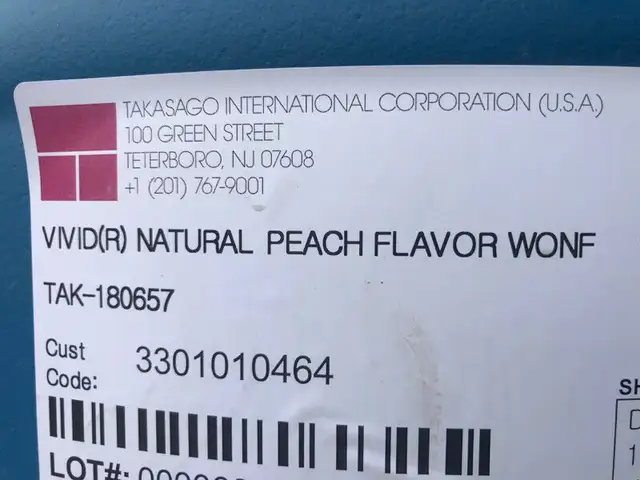 TAKASAGO INTERNATIONAL CORPORATION (U.S.A.)
100 GREEN STREET
TETERBORO, NJ 07608
+1 (201) 767-9001
VIVID(R) NATURAL PEACH FLAVOR WONF
TAK-180657
Cust
Code:
3301010464
LOT#: